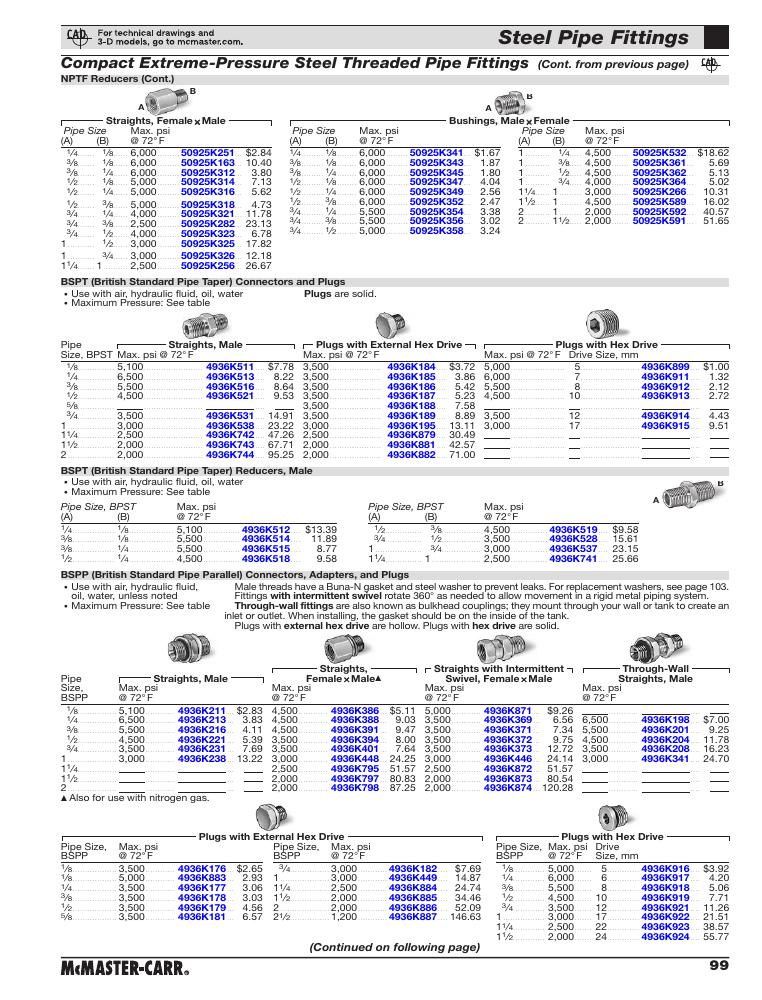 CAD
For technical drawings and
3-D models, go to mcmaster.com.
Steel Pipe Fittings
Compact Extreme-Pressure Steel Threaded Pipe Fittings (Cont. from previous page)
CAD
NPTF Reducers (Cont.)
A B
Straights, Female x Male
Pipe Size Max. psi
(A) (B) @ 72° F
1/4 1/8 6,000 50925K251 $2.84
3/8 1/8 6,000 50925K163 10.40
3/8 1/4 6,000 50925K312 3.80
1/2 1/8 5,000 50925K314 7.13
1/2 1/4 5,000 50925K316 5.62
1/2 3/8 5,000 50925K318 4.73
3/4 1/4 4,000 50925K321 11.78
3/4 3/8 2,500 50925K282 23.13
3/4 1/2 4,000 50925K323 6.78
1 1/2 3,000 50925K325 17.82
1 3/4 3,000 50925K326 12.18
1 1/4 1 2,500 50925K256 26.67
A B
Bushings, Male x Female
Pipe Size Max. psi
(A) (B) @ 72° F
1/4 1/8 6,000 50925K341 $1.67
3/8 1/8 6,000 50925K343 1.87
3/8 1/4 6,000 50925K345 1.80
1/2 1/8 6,000 50925K347 4.04
1/2 1/4 6,000 50925K349 2.56
1/2 3/8 6,000 50925K352 2.47
3/4 1/4 5,500 50925K354 3.38
3/4 3/8 5,500 50925K356 3.02
3/4 1/2 5,000 50925K358 3.24
Pipe Size Max. psi
(A) (B) @ 72° F
1 1/4 4,500 50925K532 $18.62
1 3/8 4,500 50925K361 5.69
1 1/2 4,500 50925K362 5.13
1 3/4 4,000 50925K364 5.02
1 1/4 1 3,000 50925K266 10.31
1 1/2 1 4,500 50925K589 16.02
2 1 2,000 50925K592 40.57
2 1 1/2 2,000 50925K591 51.65
BSPT (British Standard Pipe Taper) Connectors and Plugs
• Use with air, hydraulic fluid, oil, water
• Maximum Pressure: See table
Plugs are solid.
Straights, Male Plugs with External Hex Drive Plugs with Hex Drive
Pipe
Size, BPST Max. psi @ 72° F Max. psi @ 72° F Max. psi @ 72° F Drive Size, mm
1/8 5,100 4936K511 $7.78 3,500 4936K184 $3.72 5,000 5 4936K899 $1.00
1/4 6,500 4936K513 8.22 3,500 4936K185 3.86 6,000 7 4936K911 1.32
3/8 5,500 4936K516 8.64 3,500 4936K186 5.42 5,500 8 4936K912 2.12
1/2 4,500 4936K521 9.53 3,500 4936K187 5.23 4,500 10 4936K913 2.72
5/8 3,500 4936K188 7.58
3/4 3,500 4936K531 14.91 3,500 4936K189 8.89 3,500 12 4936K914 4.43
1 3,000 4936K538 23.22 3,000 4936K195 13.11 3,000 17 4936K915 9.51
1 1/4 2,500 4936K742 47.26 2,500 4936K879 30.49
1 1/2 2,000 4936K743 67.71 2,000 4936K881 42.57
2 2,000 4936K744 95.25 2,000 4936K882 71.00
BSPT (British Standard Pipe Taper) Reducers, Male
• Use with air, hydraulic fluid, oil, water
• Maximum Pressure: See table
A B
Pipe Size, BPST Max. psi
(A) (B) @ 72° F
1/4 1/8 5,100 4936K512 $13.39
3/8 1/8 5,500 4936K514 11.89
3/8 1/4 5,500 4936K515 8.77
1/2 1/4 4,500 4936K518 9.58
Pipe Size, BPST Max. psi
(A) (B) @ 72° F
1/2 3/8 4,500 4936K519 $9.58
3/4 1/2 3,500 4936K528 15.61
1 3/4 3,000 4936K537 23.15
1 1/4 1 2,500 4936K741 25.66
BSPP (British Standard Pipe Parallel) Connectors, Adapters, and Plugs
• Use with air, hydraulic fluid,
oil, water, unless noted
• Maximum Pressure: See table
Male threads have a Buna-N gasket and steel washer to prevent leaks. For replacement washers, see page 103.
Fittings with intermittent swivel rotate 360° as needed to allow movement in a rigid metal piping system.
Through-wall fittings are also known as bulkhead couplings; they mount through your wall or tank to create an
inlet or outlet. When installing, the gasket should be on the inside of the tank.
Plugs with external hex drive are hollow. Plugs with hex drive are solid.
Straights, Male Straights, Female x Male▲ Straights with Intermittent Swivel, Female x Male Through-Wall Straights, Male
Pipe
Size, Max. psi Max. psi Max. psi Max. psi
BSPP @ 72° F @ 72° F @ 72° F @ 72° F
1/8 5,100 4936K211 $2.83 4,500 4936K386 $5.11 5,000 4936K871 $9.26
1/4 6,500 4936K213 3.83 4,500 4936K388 9.03 3,500 4936K369 6.56 6,500 4936K198 $7.00
3/8 5,500 4936K216 4.11 4,500 4936K391 9.47 3,500 4936K371 7.34 5,500 4936K201 9.25
1/2 4,500 4936K221 5.39 4,500 4936K394 8.00 3,500 4936K372 9.75 4,500 4936K204 11.78
3/4 3,500 4936K231 7.69 3,500 4936K401 7.64 3,500 4936K373 12.72 3,500 4936K208 16.23
1 3,000 4936K238 13.22 3,000 4936K448 24.25 3,000 4936K446 24.14 3,000 4936K341 24.70
1 1/4 2,500 4936K795 51.57 2,500 4936K872 51.57
1 1/2 2,000 4936K797 80.83 2,000 4936K873 80.54
2 2,000 4936K798 87.25 2,000 4936K874 120.28
▲ Also for use with nitrogen gas.
Plugs with External Hex Drive
Pipe Size, Max. psi
BSPP @ 72° F
1/8 3,500 4936K176 $2.65
1/8 5,000 4936K883 2.93
1/4 3,500 4936K177 3.06
3/8 3,500 4936K178 3.03
1/2 3,500 4936K179 4.56
5/8 3,500 4936K181 6.57
Pipe Size, Max. psi
BSPP @ 72° F
3/4 3,000 4936K182 $7.69
1 3,000 4936K449 14.87
1 1/4 2,500 4936K884 24.74
1 1/2 2,000 4936K885 34.46
2 2,000 4936K886 52.09
2 1/2 1,200 4936K887 146.63
Plugs with Hex Drive
Pipe Size, Max. psi Drive
BSPP @ 72° F Size, mm
1/8 5,000 5 4936K916 $3.92
1/4 6,000 6 4936K917 4.20
3/8 5,500 8 4936K918 5.06
1/2 4,500 10 4936K919 7.71
3/4 3,500 12 4936K921 11.26
1 3,000 17 4936K922 21.51
1 1/4 2,500 22 4936K923 38.57
1 1/2 2,000 24 4936K924 55.77
(Continued on following page)
McMASTER-CARR®
99